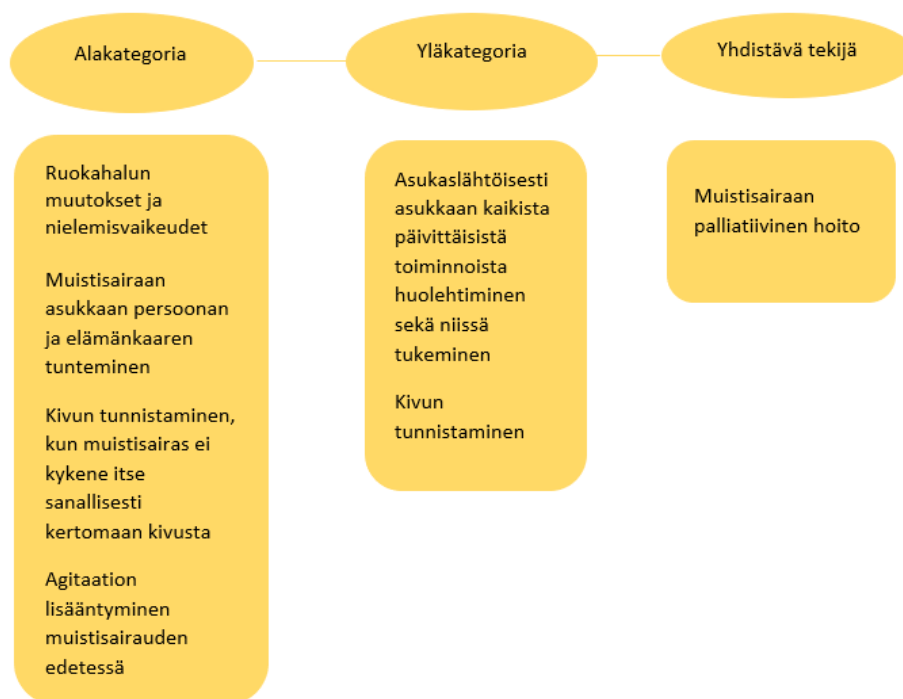 Alakategoria
Yläkategoria
Yhdistävä tekijä
Ruokahalun
muutokset ja
nielemisvaikeudet
Muistisairaan
asukkaan persoonan
ja elämänkaaren
tunteminen
Kivun tunnistaminen,
kun muistisairas ei
kykene itse
sanallisesti
kertomaan kivusta
Agitaation
lisääntyminen
muistisairauden
edetessä
Asukaslähtöisesti
asukkaan kaikista
päivittäisistä
toiminnoista
huolehtiminen
sekä niissä
tukeminen
Kivun
tunnistaminen
Muistisairaan
palliatiivinen hoito